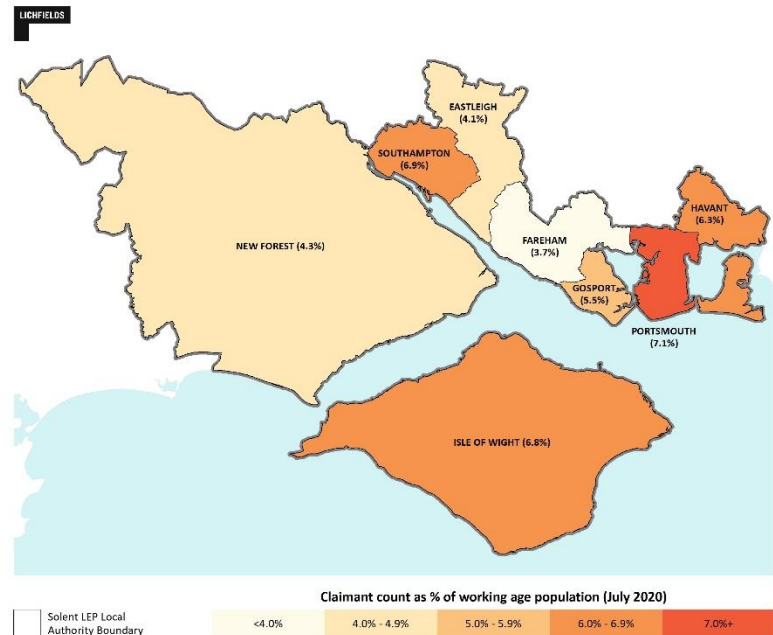 LICHFIELDS
EASTLEIGH
(4.1%)
SOUTHAMPTON
(6.9%)
HAVANT
(6.3%)
NEW FOREST (4.3%)
FAREHAM
(3.7%)
GOSPORT
(5.5%)
PORTSMOUTH
(7.1%)
ISLE OF WIGHT (6.8%)
Claimant count as % of working age population (July 2020)
Solent LEP Local
Authority Boundary
<4.0%
4.0% - 4.9%
5.0% - 5.9%
6.0% - 6.9%
7.0%+